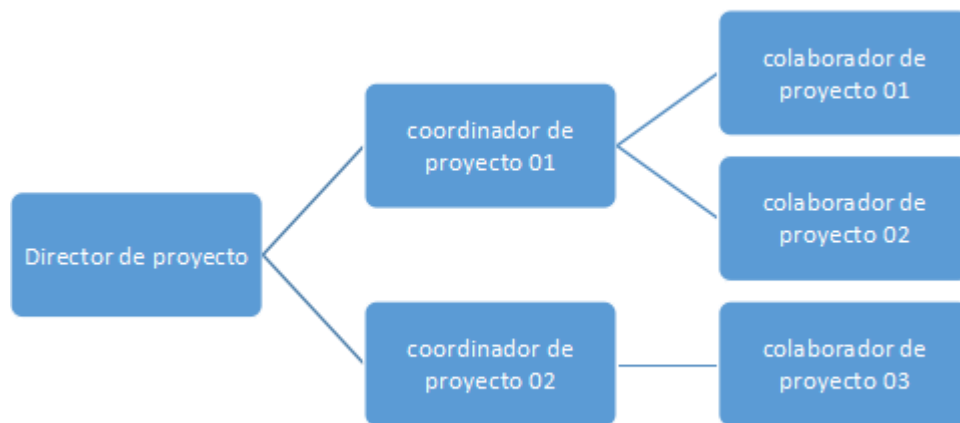 Director de proyecto
coordinador de
proyecto 01
coordinador de
proyecto 02
colaborador de
proyecto 01
colaborador de
proyecto 02
colaborador de
proyecto 03